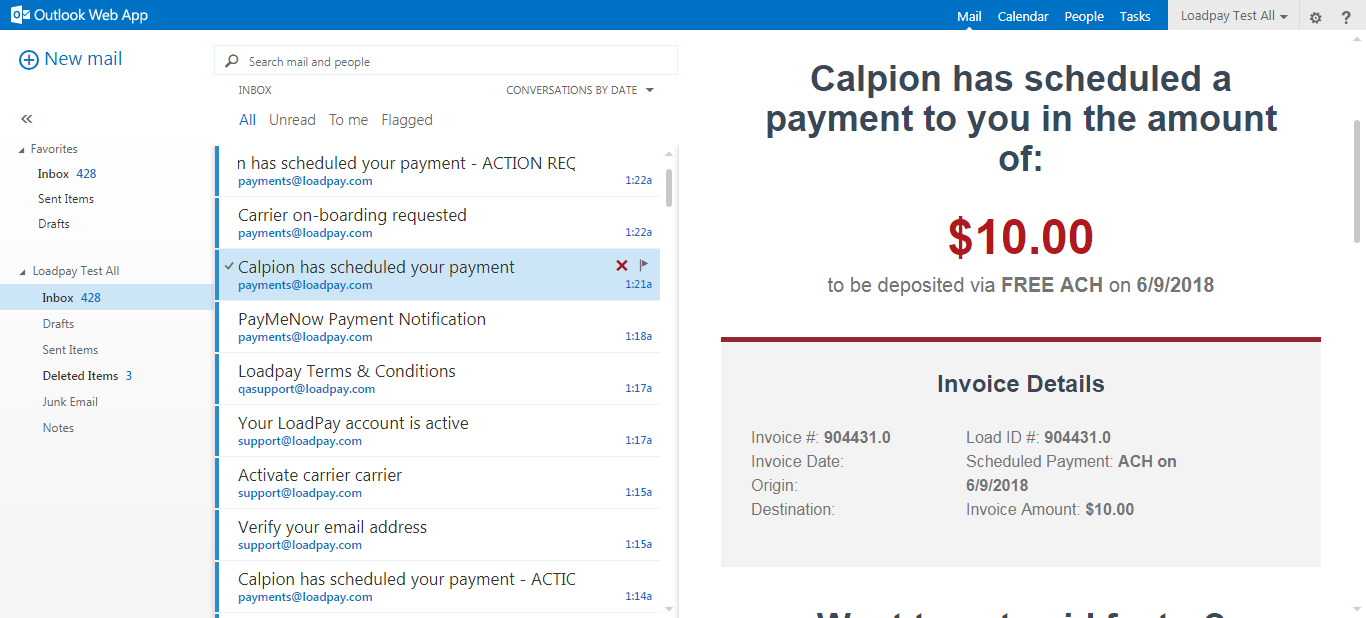 Outlook Web App
Mail Calendar People Tasks Loadpay Test All ?
New mail
Favorites
Inbox 428
Sent Items
Drafts
Loadpay Test All
Inbox 428
Drafts
Sent Items
Deleted Items 3
Junk Email
Notes
Search mail and people
INBOX CONVERSATIONS BY DATE
All Unread To me Flagged
n has scheduled your payment - ACTION REQ
payments@loadpay.com 1:22a
Carrier on-boarding requested
payments@loadpay.com 1:22a
Calpion has scheduled your payment
payments@loadpay.com 1:21a
PayMeNow Payment Notification
payments@loadpay.com 1:18a
Loadpay Terms & Conditions
qasupport@loadpay.com 1:17a
Your LoadPay account is active
support@loadpay.com 1:17a
Activate carrier carrier
support@loadpay.com 1:15a
Verify your email address
support@loadpay.com 1:15a
Calpion has scheduled your payment - ACTIC
payments@loadpay.com 1:14a
Calpion has scheduled a
payment to you in the amount
of:
$10.00
to be deposited via FREE ACH on 6/9/2018
Invoice Details
Invoice #: 904431.0
Invoice Date:
Origin:
Destination:
Load ID #: 904431.0
Scheduled Payment: ACH on
6/9/2018
Invoice Amount: $10.00